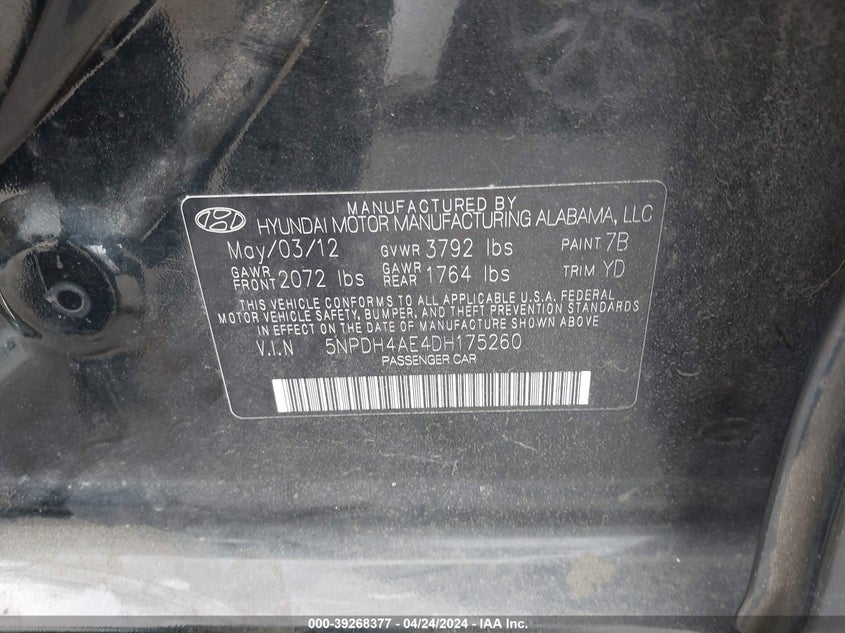 MANUFACTURED BY
HYUNDAI MOTOR MANUFACTURING ALABAMA, LLC
May/03/12 GVWR 3792 lbs PAINT 7B
GAWR FRONT 2072 lbs GAWR REAR 1764 lbs TRIM YD
THIS VEHICLE CONFORMS TO ALL APPLICABLE U.S.A. FEDERAL
MOTOR VEHICLE SAFETY, BUMPER, AND THEFT PREVENTION STANDARDS
IN EFFECT ON THE DATE OF MANUFACTURE SHOWN ABOVE
V.I.N 5NPDH4AE4DH175260
PASSENGER CAR
000-39268377 - 04/24/2024 - IAA Inc.